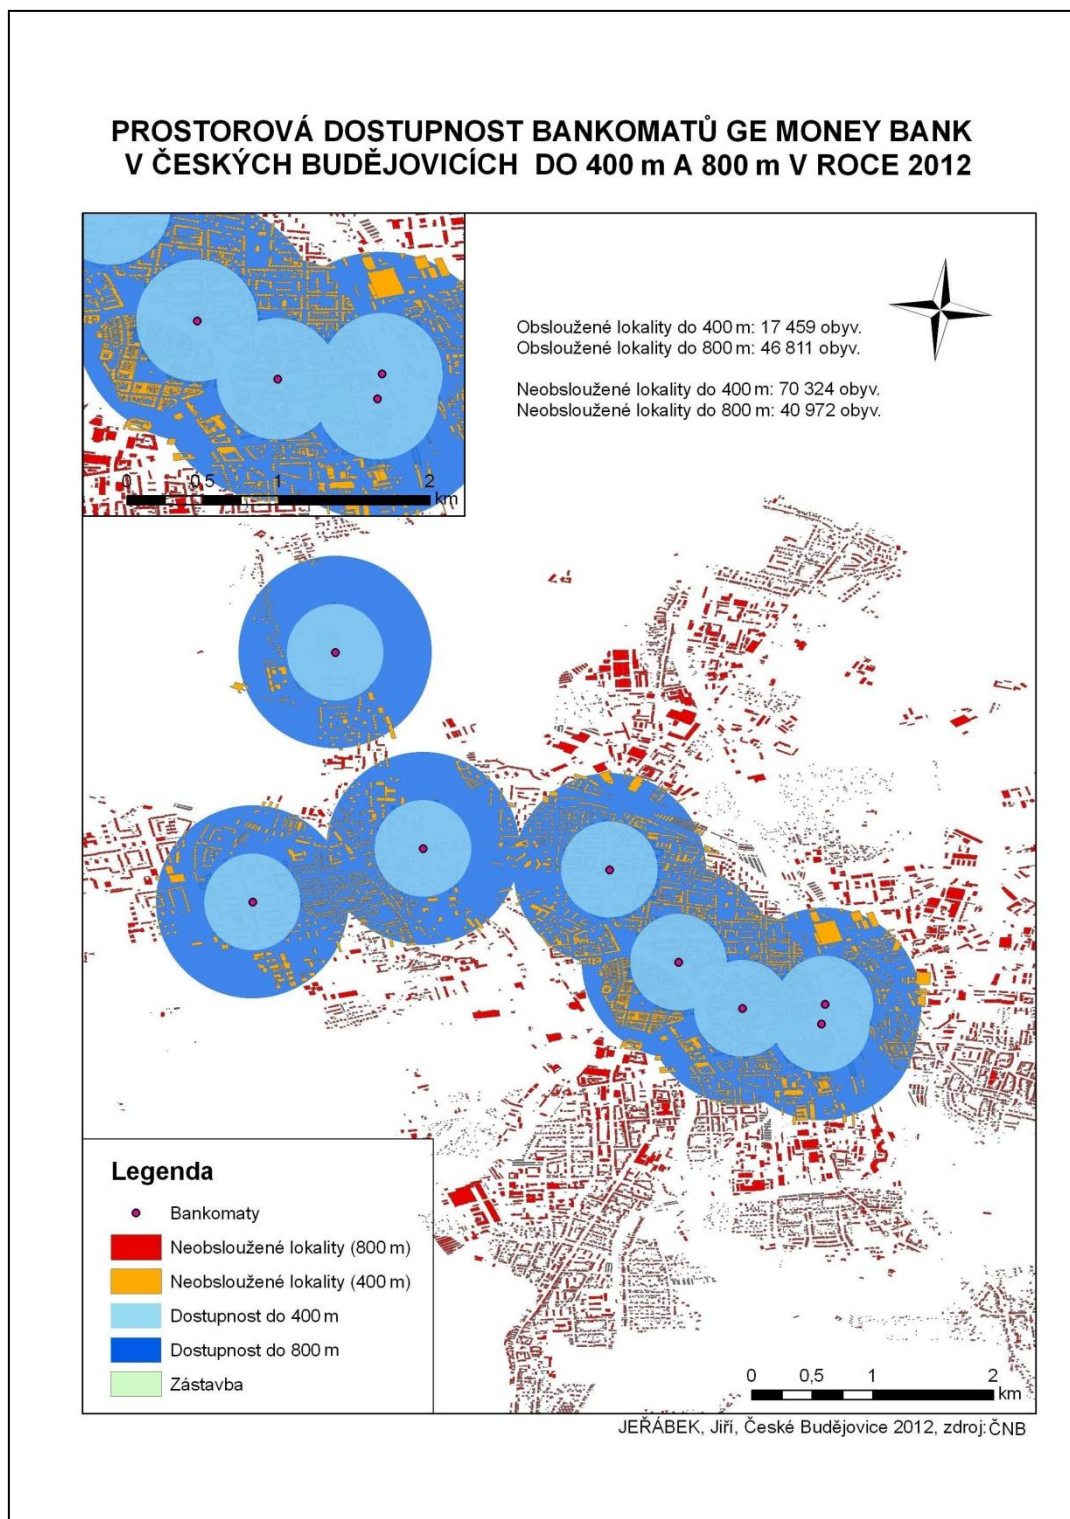 PROSTOROVÁ DOSTUPNOST BANKOMATŮ GE MONEY BANK
V ČESKÝCH BUDĚJOVICÍCH DO 400 m A 800 m V ROCE 2012
Obsloužené lokality do 400 m: 17 459 obyv.
Obsloužené lokality do 800 m: 46 811 obyv.
Neobsloužené lokality do 400 m: 70 324 obyv.
Neobsloužené lokality do 800 m: 40 972 obyv.
0 0,5 1 2
km
Legenda
Bankomaty
Neobsloužené lokality (800 m)
Neobsloužené lokality (400 m)
Dostupnost do 400 m
Dostupnost do 800 m
Zástavba
0 0,5 1 2
km
JEŘÁBEK, Jiří, České Budějovice 2012, zdroj: ČNB